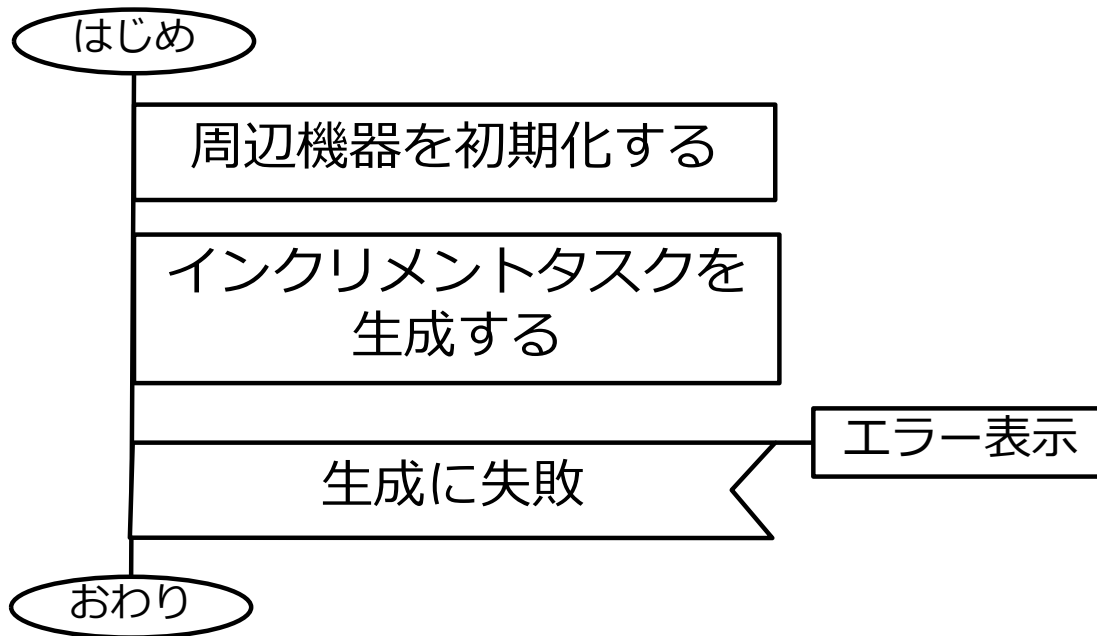 はじめ
周辺機器を初期化する
インクリメントタスクを
生成する
エラー表示
生成に失敗
おわり